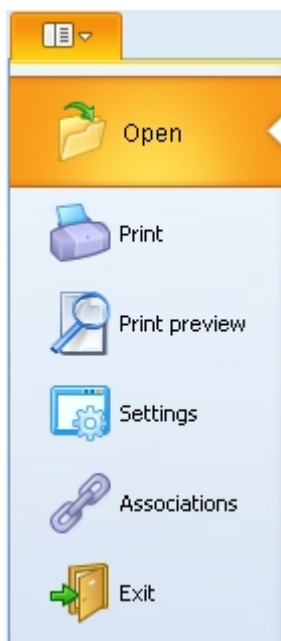 Open
Print
Print preview
Settings
Associations
Exit